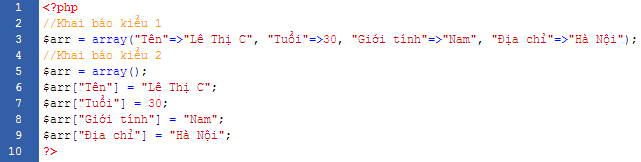 1 <?php
2 //Khai báo kiểu 1
3 $arr = array("Tên"=>"Lê Thị C", "Tuổi"=>30, "Giới tính"=>"Nam", "Địa chỉ"=>"Hà Nội");
4 //Khai báo kiểu 2
5 $arr = array();
6 $arr["Tên"] = "Lê Thị C";
7 $arr["Tuổi"] = 30;
8 $arr["Giới tính"] = "Nam";
9 $arr["Địa chỉ"] = "Hà Nội";
10 ?>